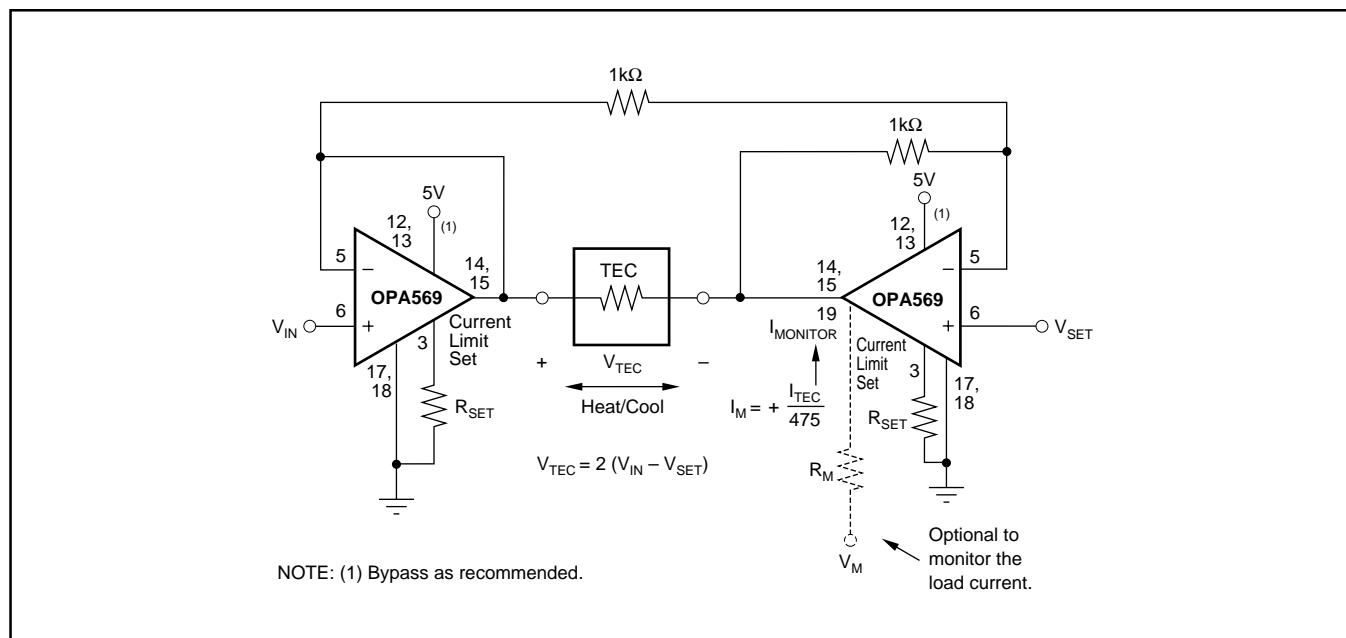 1kΩ
1kΩ
5V
(1)
12,
13
5
–
14,
15
OPA569
V_IN
6
+
3
Current
Limit
Set
17,
18
R_SET
TEC
+
V_TEC
–
Heat/Cool
V_TEC = 2 (V_IN – V_SET)
5V
(1)
12,
13
5
–
14,
15
OPA569
19
6
+
V_SET
I_MONITOR
Current
Limit
Set
3
17,
18
I_M = + I_TEC
475
R_SET
R_M
V_M
Optional to
monitor the
load current.
NOTE: (1) Bypass as recommended.